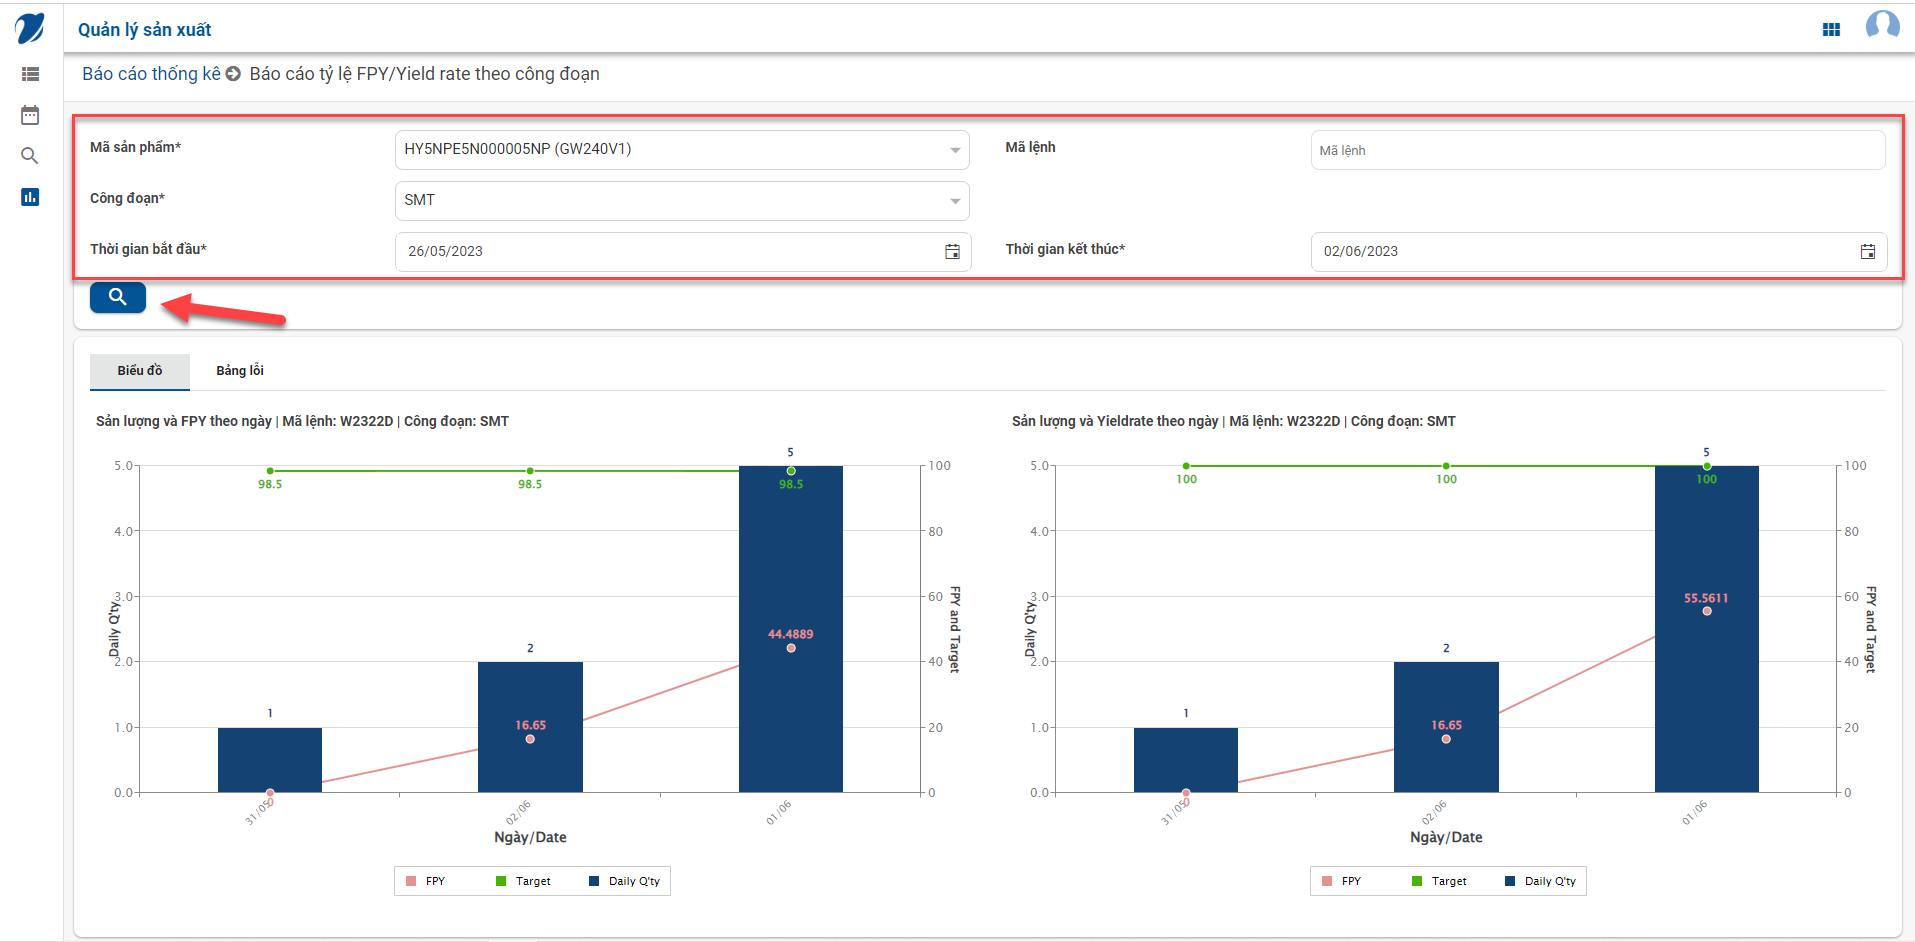 Quản lý sản xuất
Báo cáo thống kê Báo cáo tỷ lệ FPY/Yield rate theo công đoạn
Mã sản phẩm* HY5NPE5N000005NP (GW240V1) Mã lệnh Mã lệnh
Công đoạn* SMT
Thời gian bắt đầu* 26/05/2023 Thời gian kết thúc* 02/06/2023
Biểu đồ Bảng lỗi
Sản lượng và FPY theo ngày | Mã lệnh: W2322D | Công đoạn: SMT
5
5.0 100
98.5 98.5 98.5
4.0 80
3.0 60
44.4889
Daily Q'ty
FPY and Target
2
2.0 40
16.65
1
1.0 20
0.0 0
0
31/05 02/06 01/06
Ngày/Date
FPY Target Daily Q'ty
Sản lượng và Yieldrate theo ngày | Mã lệnh: W2322D | Công đoạn: SMT
5
5.0 100
100 100 100
4.0 80
3.0 60
55.5611
Daily Q'ty
FPY and Target
2
2.0 40
16.65
1
1.0 20
0.0 0
0
31/05 02/06 01/06
Ngày/Date
FPY Target Daily Q'ty